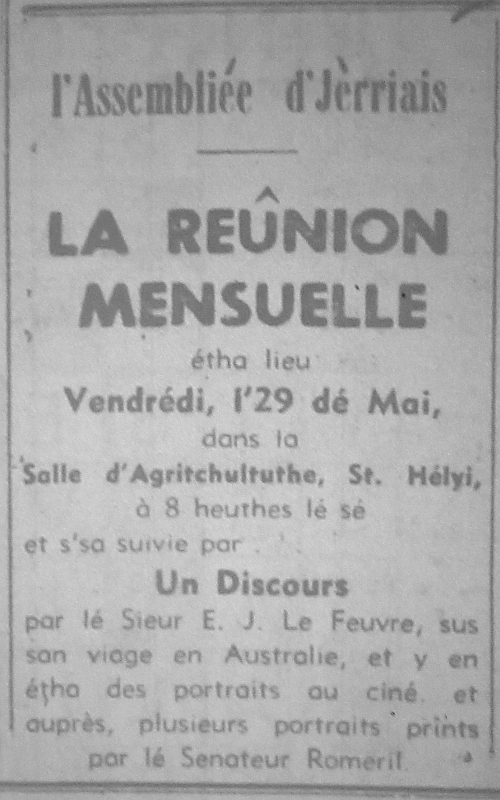 l'Assembliée d'Jèrriais
LA REÛNION
MENSUELLE
étha lieu
Vendrédi, l'29 dé Mai,
dans la
Salle d'Agritchultuthe, St. Hélyi,
à 8 heuthes lé sé
et s'sa suivie par
Un Discours
par lé Sieur E. J. Le Feuvre, sus
san viage en Australie, et y en
étha des portraits au ciné. et
auprès, plusieurs portraits prints
par lé Senateur Romeril.